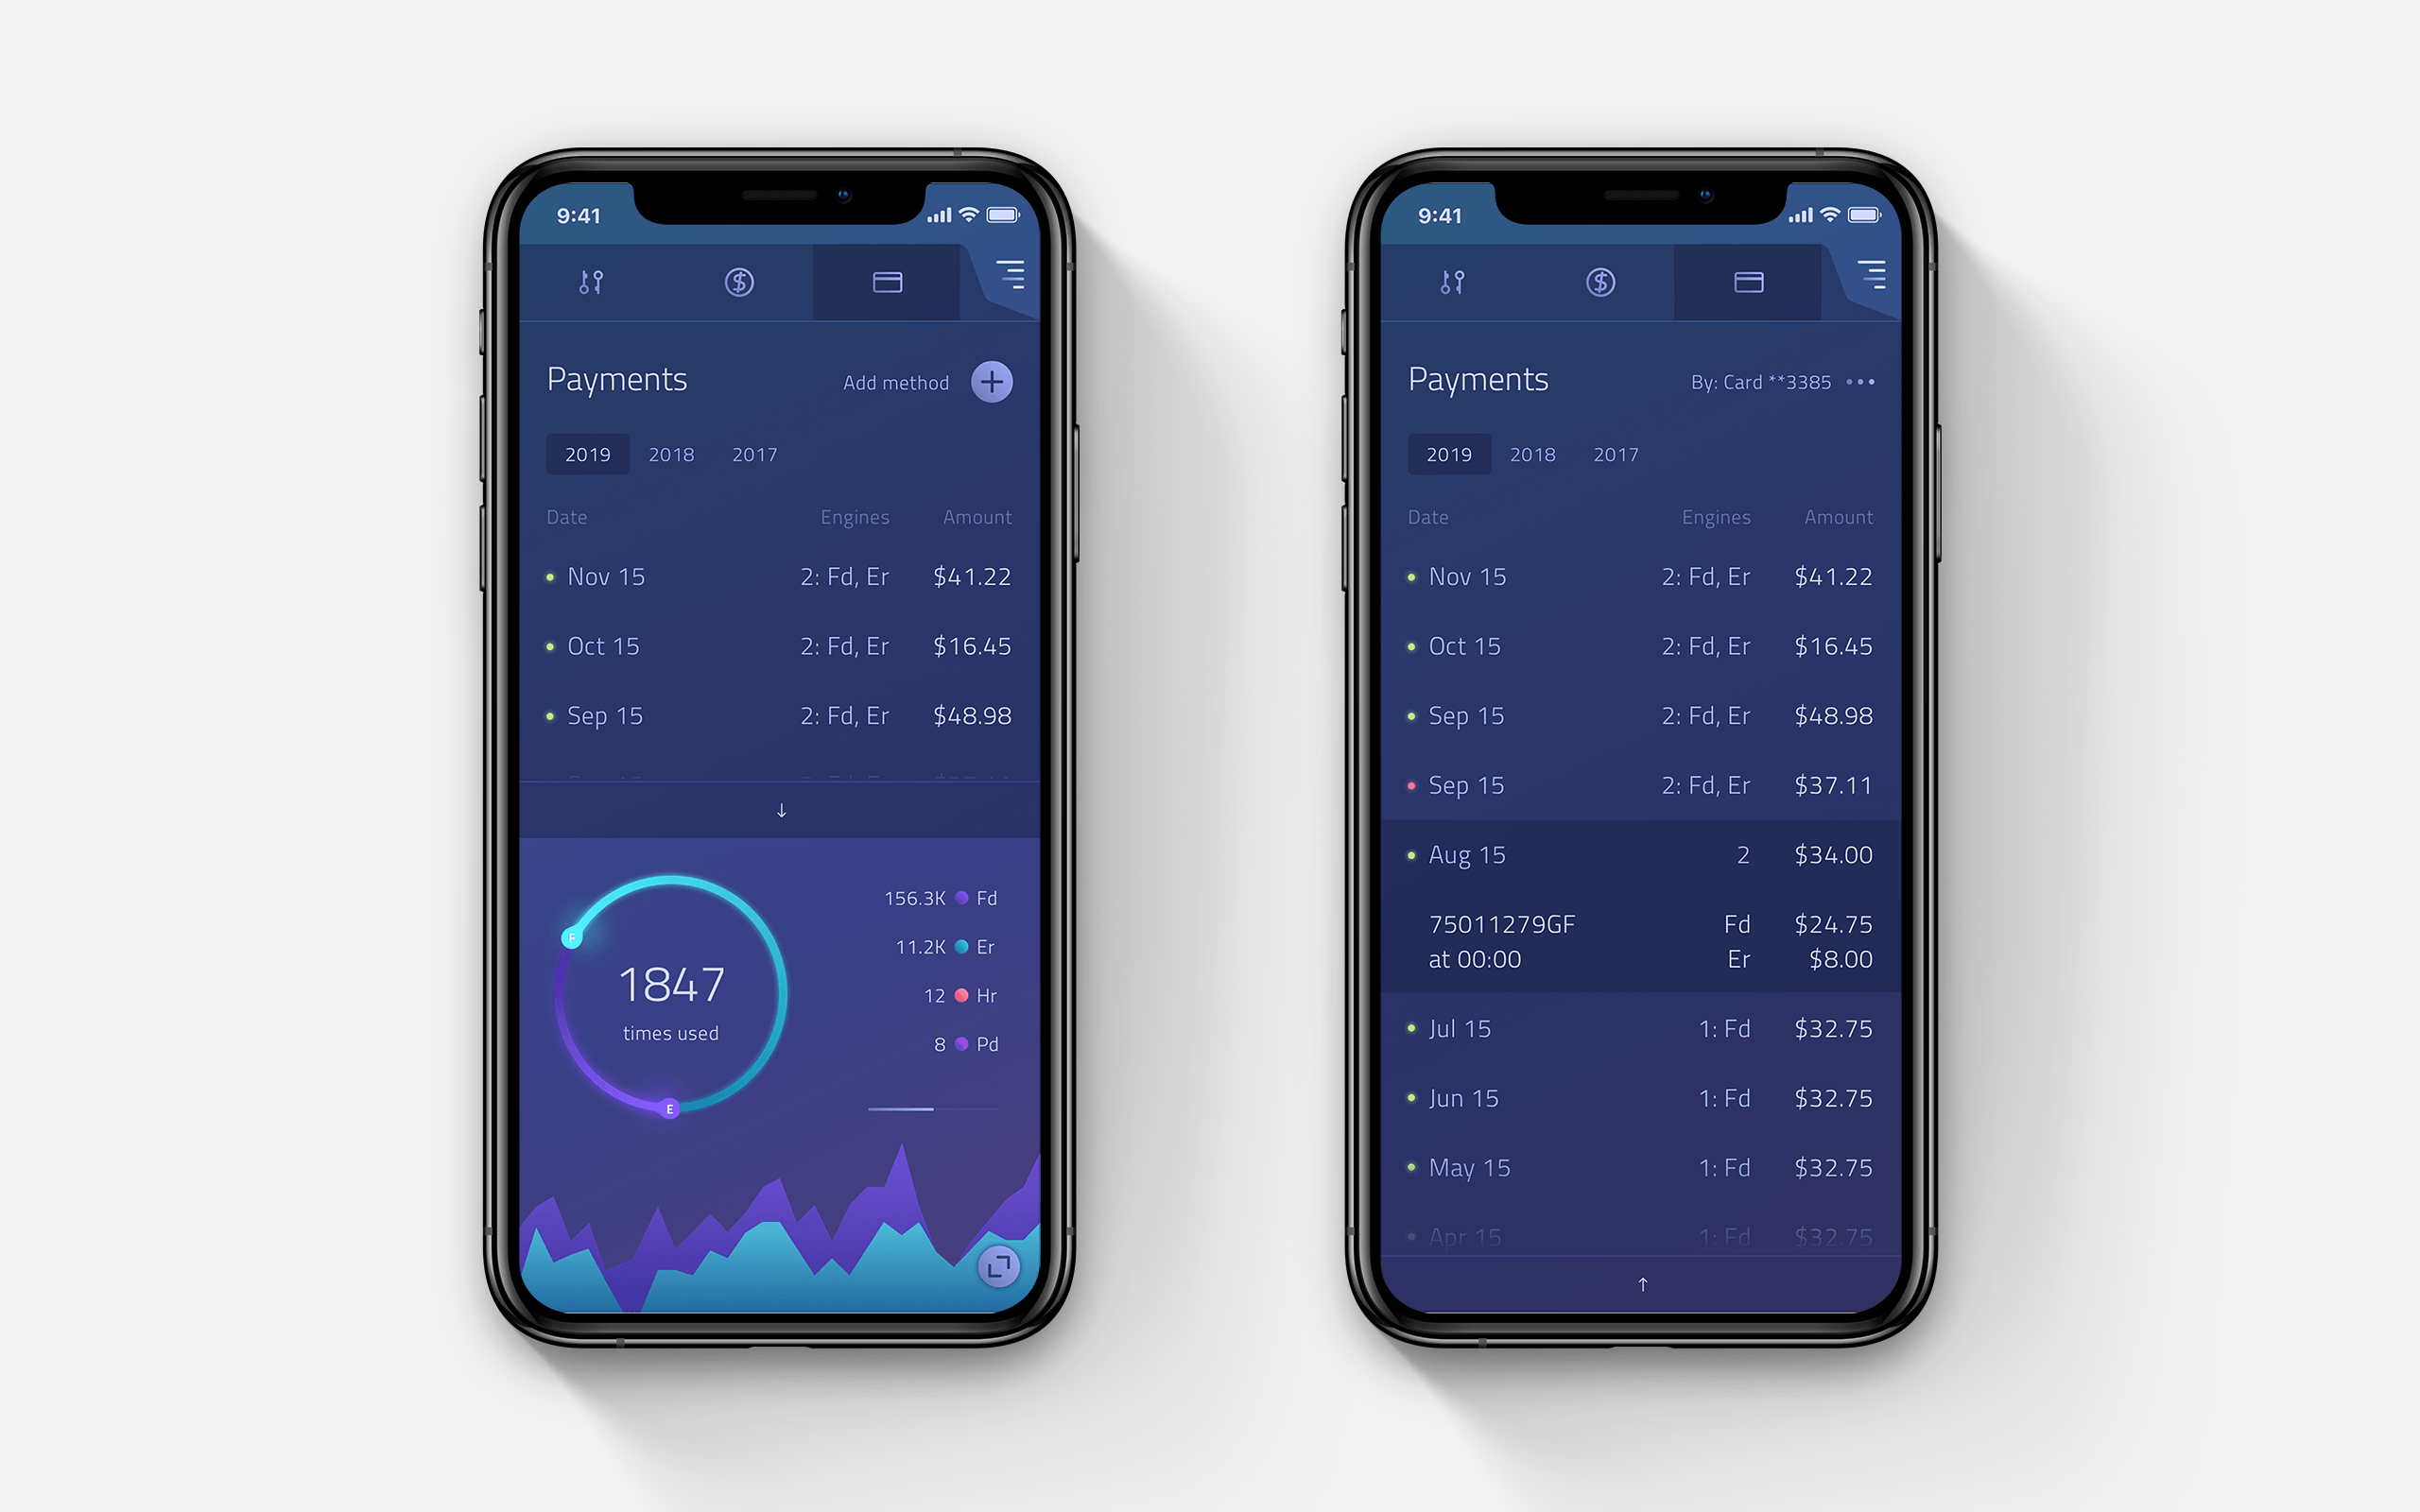 9:41
Payments
Add method
2019 2018 2017
Date Engines Amount
Nov 15 2: Fd, Er $41.22
Oct 15 2: Fd, Er $16.45
Sep 15 2: Fd, Er $48.98
↓
F
1847
times used
E
156.3K Fd
11.2K Er
12 Hr
8 Pd
9:41
Payments
By: Card **3385
2019 2018 2017
Date Engines Amount
Nov 15 2: Fd, Er $41.22
Oct 15 2: Fd, Er $16.45
Sep 15 2: Fd, Er $48.98
Sep 15 2: Fd, Er $37.11
Aug 15 2 $34.00
75011279GF Fd $24.75
at 00:00 Er $8.00
Jul 15 1: Fd $32.75
Jun 15 1: Fd $32.75
May 15 1: Fd $32.75
Apr 15 1: Fd $32.75
↑